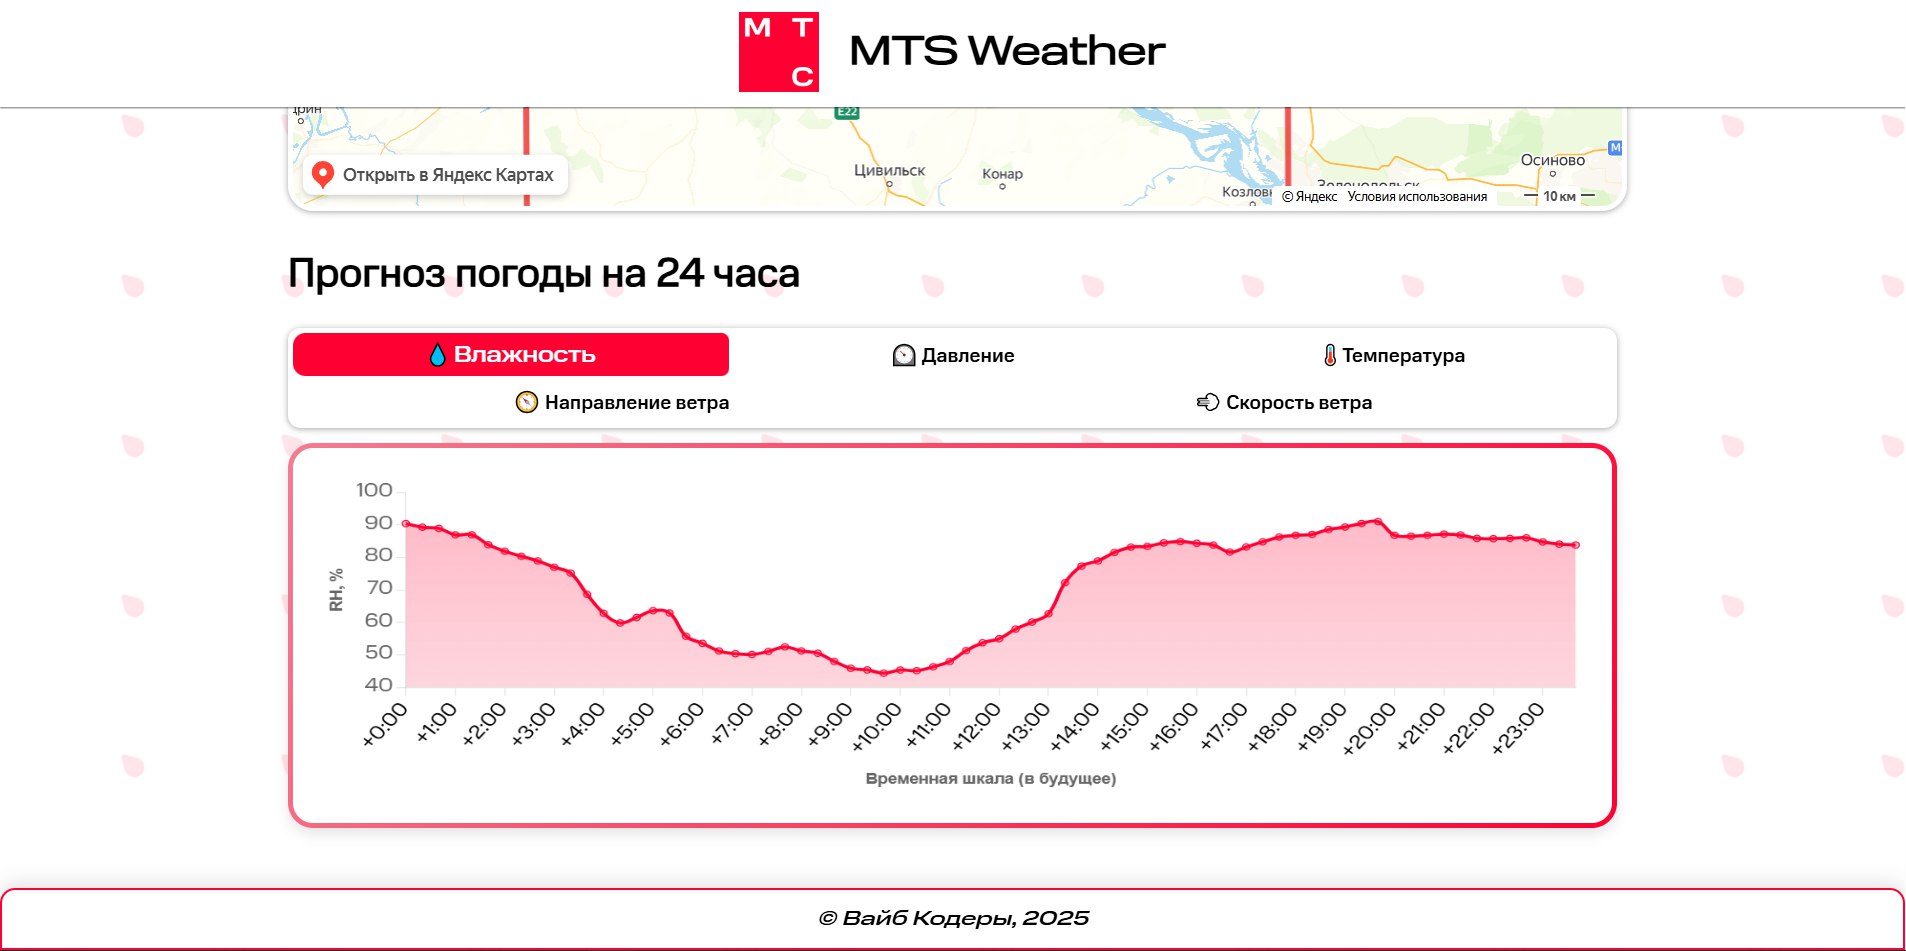 М Т
С
MTS Weather
E22
Цивильск
Конар
Осиново
Открыть в Яндекс Картах
© Яндекс Условия использования
10 км
Прогноз погоды на 24 часа
Влажность
Давление
Температура
Направление ветра
Скорость ветра
100
90
80
70
60
50
40
RH, %
+0:00 +1:00 +2:00 +3:00 +4:00 +5:00 +6:00 +7:00 +8:00 +9:00 +10:00 +11:00 +12:00 +13:00 +14:00 +15:00 +16:00 +17:00 +18:00 +19:00 +20:00 +21:00 +22:00 +23:00
Временная шкала (в будущее)
© Вайб Кодеры, 2025